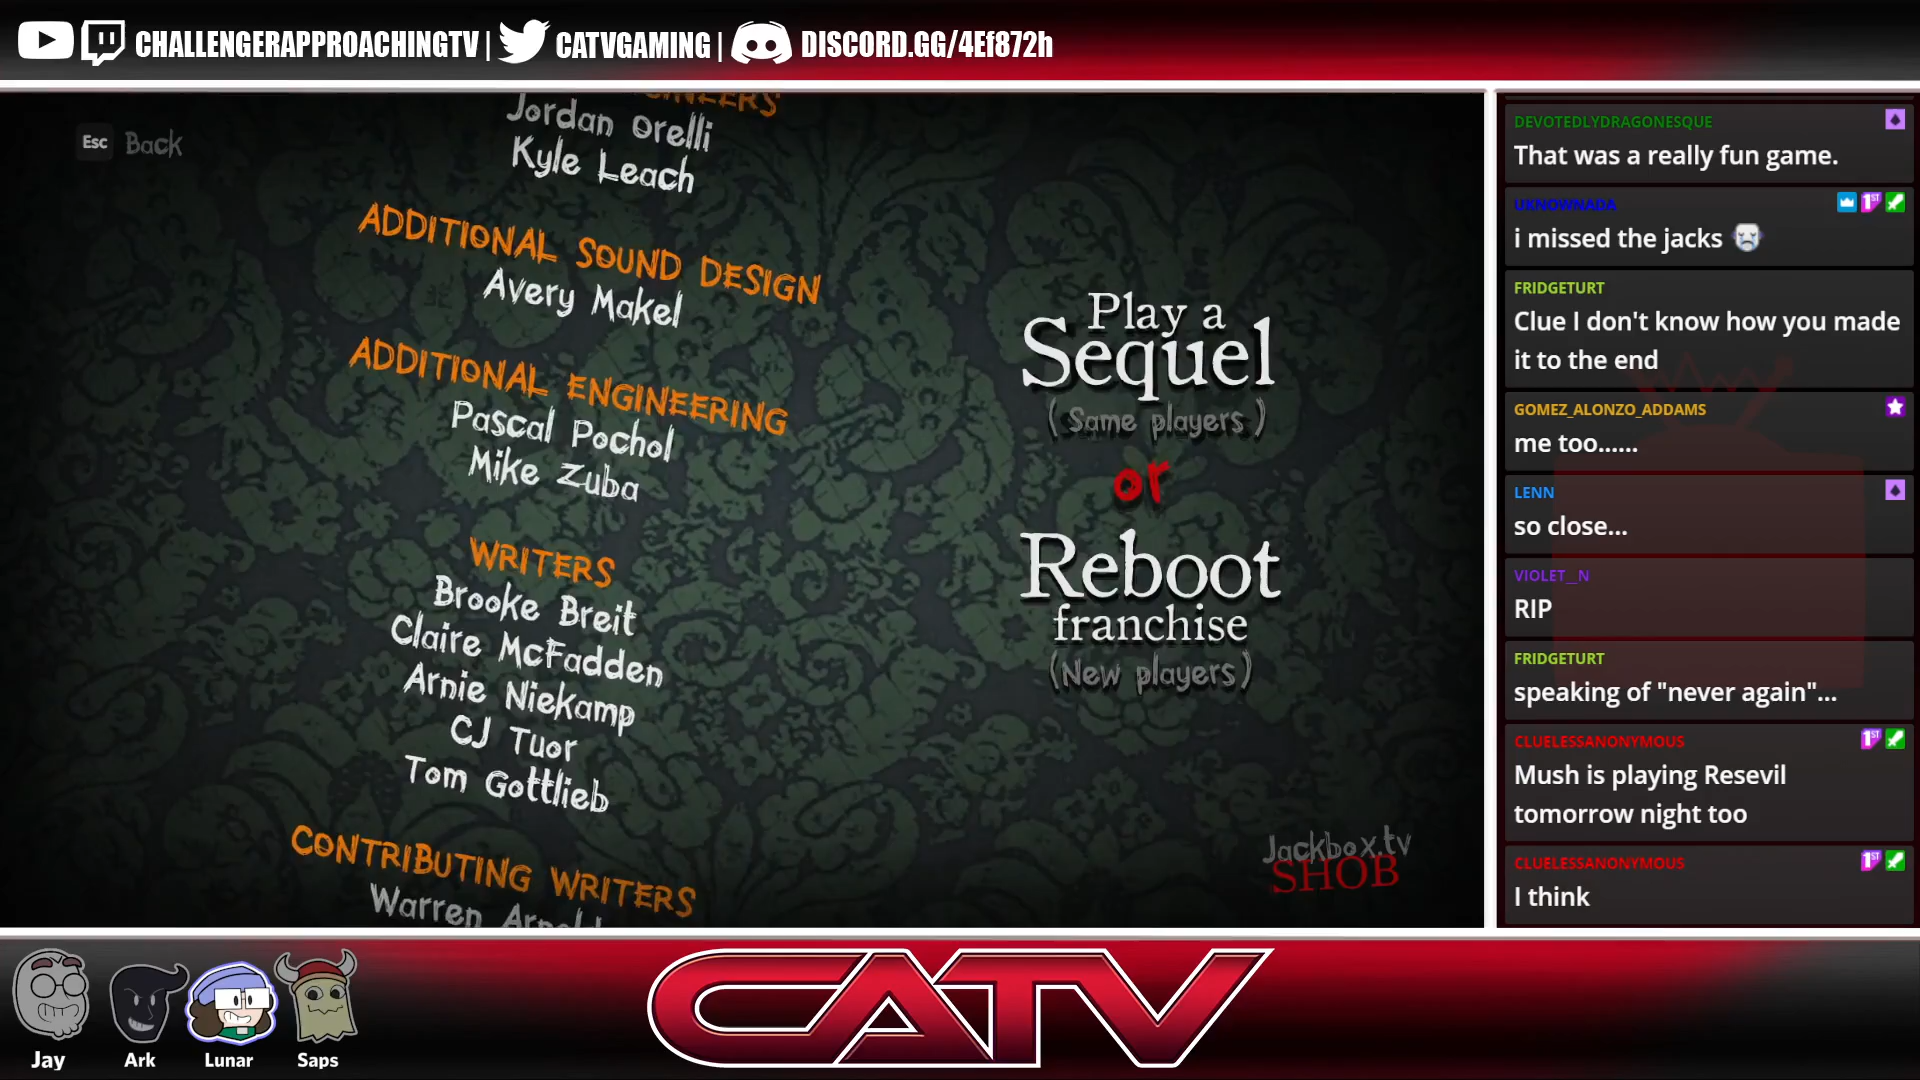 CHALLENGERAPPROACHINGTV | CATVGAMING | DISCORD.GG/4Ef872h
Esc Back
Jordan Orelli
Kyle Leach
ADDITIONAL SOUND DESIGN
Avery Makel
ADDITIONAL ENGINEERING
Pascal Pochol
Mike Zuba
WRITERS
Brooke Breit
Claire McFadden
Arnie Niekamp
CJ Tuor
Tom Gottlieb
CONTRIBUTING WRITERS
Warren
Play a
Sequel
(Same players)
or
Reboot
franchise
(New players)
Jackbox.tv
SHOB
DEVOTEDLYDRAGONESQUE
That was a really fun game.
UKNOWNADA
i missed the jacks
FRIDGETURT
Clue I don't know how you made
it to the end
GOMEZ_ALONZO_ADDAMS
me too......
LENN
so close...
VIOLET__N
RIP
FRIDGETURT
speaking of "never again"...
CLUELESSANONYMOUS
Mush is playing Resevil
tomorrow night too
CLUELESSANONYMOUS
I think
Jay Ark Lunar Saps
CATV